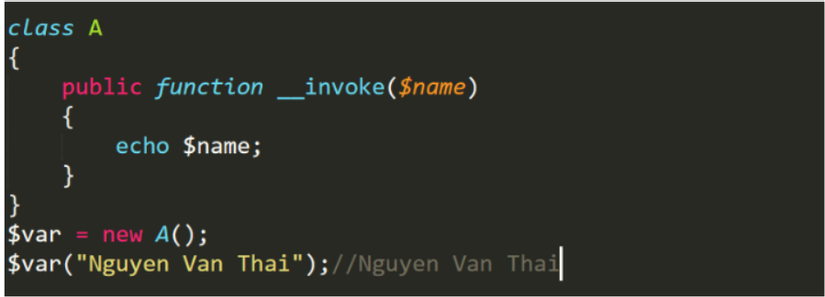 class A
{
    public function __invoke($name)
    {
        echo $name;
    }
}
$var = new A();
$var("Nguyen Van Thai");//Nguyen Van Thai